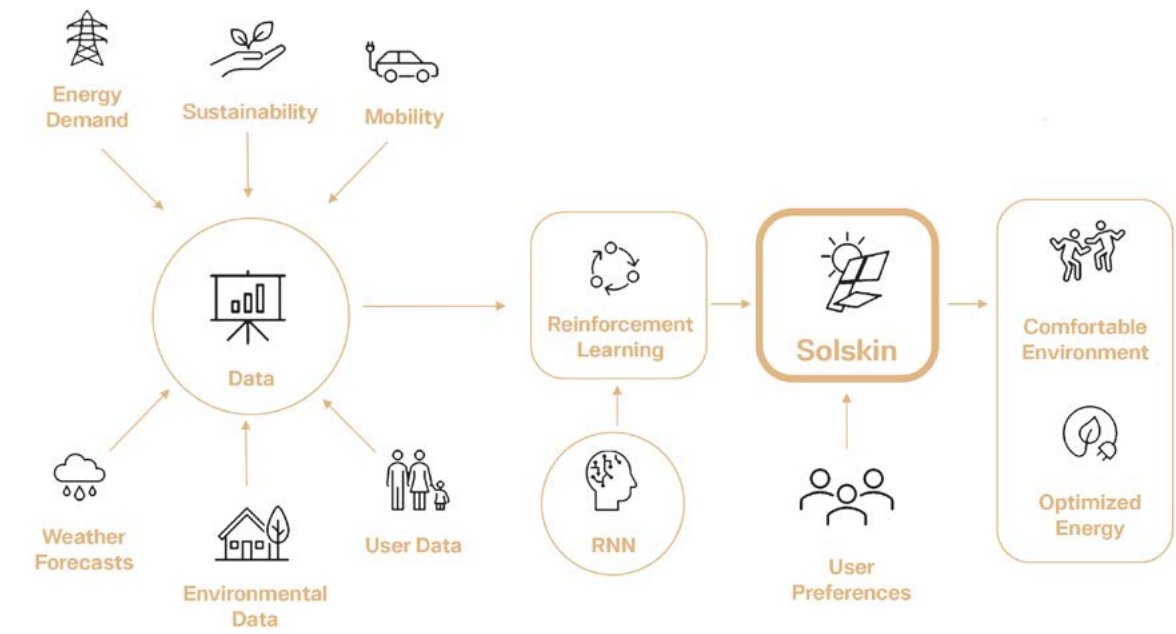 Energy
Demand
Sustainability
Mobility
Data
Reinforcement
Learning
Solskin
Comfortable
Environment
Optimized
Energy
Weather
Forecasts
Environmental
Data
User Data
RNN
User
Preferences